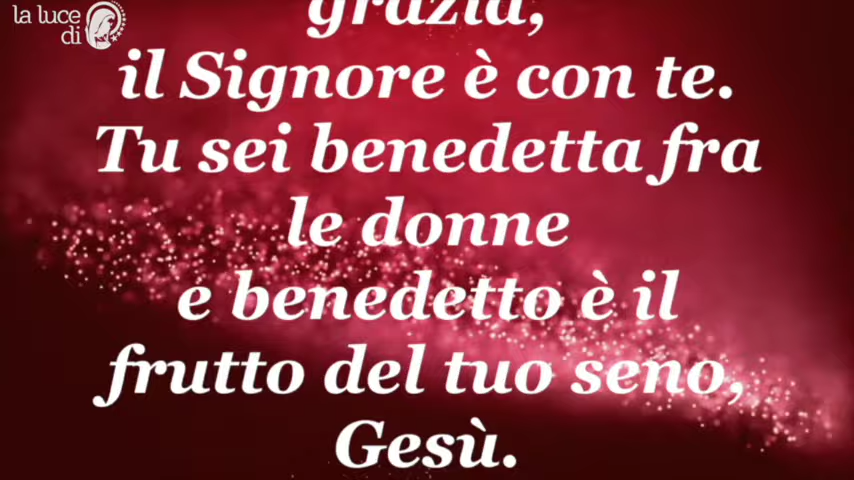 la luce
di
grazia,
il Signore è con te.
Tu sei benedetta fra
le donne
e benedetto è il
frutto del tuo seno,
Gesù.